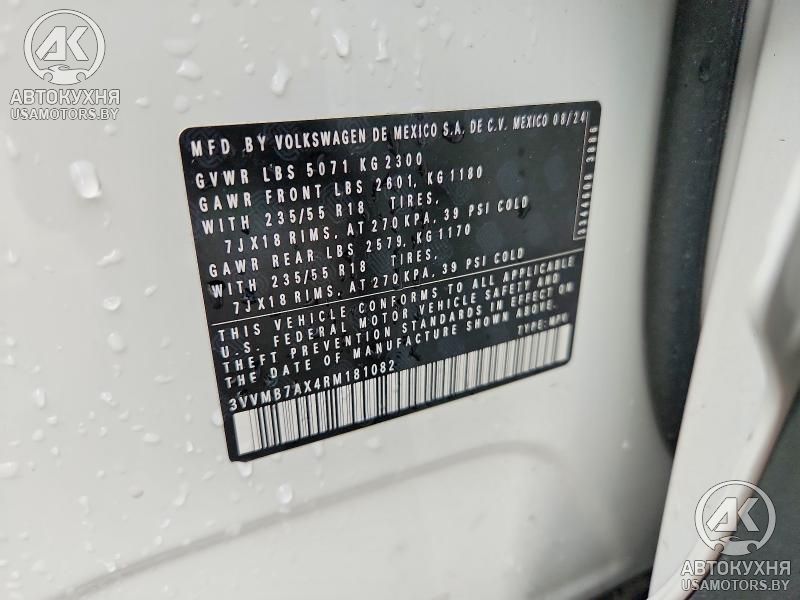 AK
АВТОКУХНЯ
USAMOTORS.BY
MFD. BY VOLKSWAGEN DE MEXICO S.A. DE C.V. MEXICO 08/24
GVWR LBS 5071 KG 2300
GAWR FRONT LBS 2601, KG 1180
WITH 235/55 R18 TIRES,
7JX18 RIMS, AT 270 KPA, 39 PSI COLD
GAWR REAR LBS 2579, KG 1170
WITH 235/55 R18 TIRES,
7JX18 RIMS, AT 270 KPA, 39 PSI COLD
THIS VEHICLE CONFORMS TO ALL APPLICABLE
U.S. FEDERAL MOTOR VEHICLE SAFETY AND
THEFT PREVENTION STANDARDS IN EFFECT ON
THE DATE OF MANUFACTURE SHOWN ABOVE.
TYPE: MPV
3VVMB7AX4RM181082
AK
АВТОКУХНЯ
USAMOTORS.BY